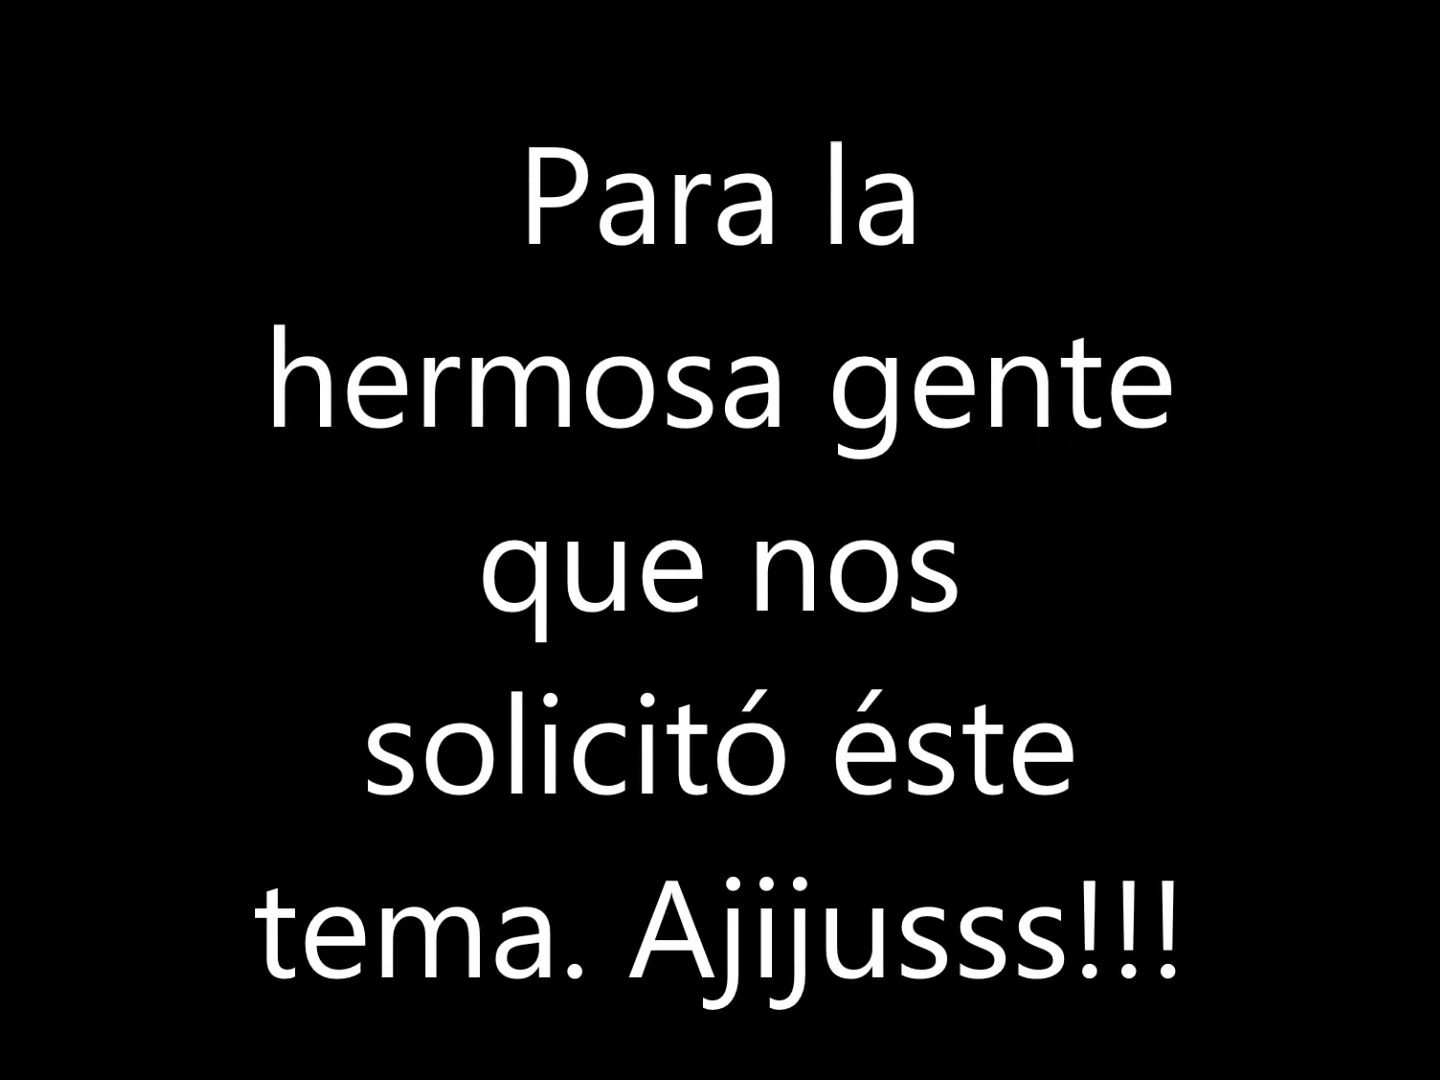 Para la
hermosa gente
que nos
solicitó éste
tema. Ajijusss!!!